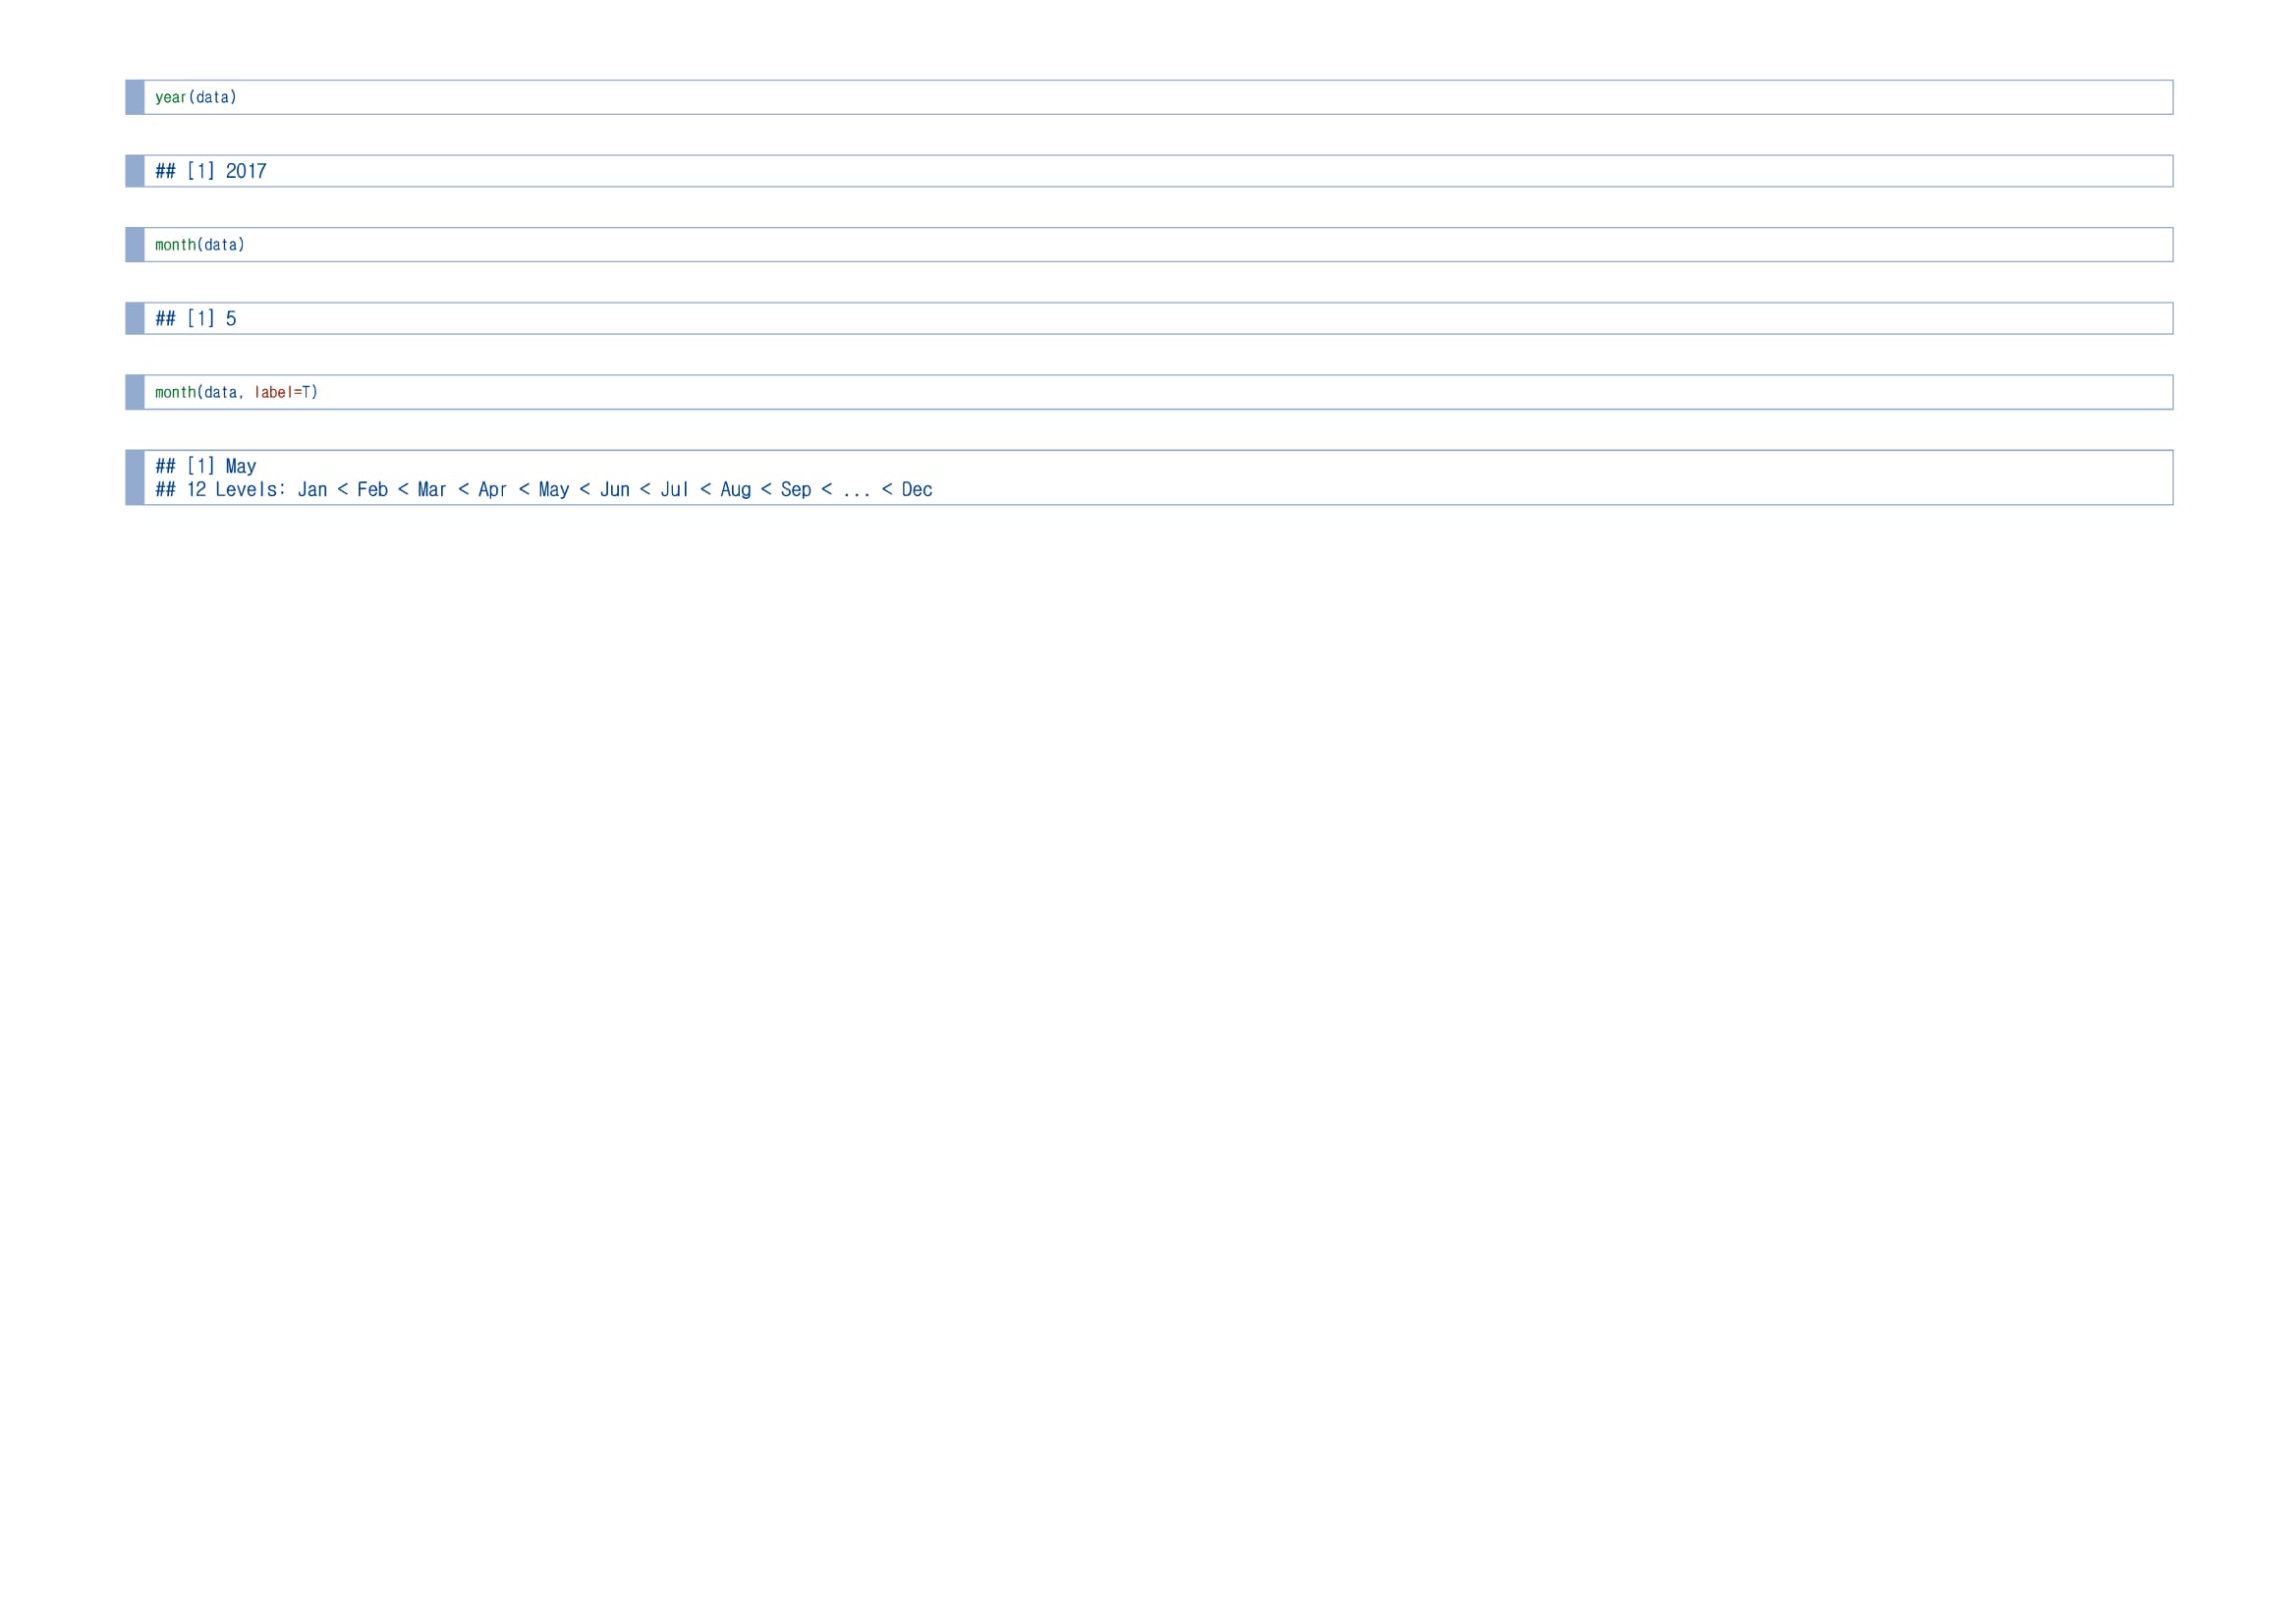 year(data)
## [1] 2017
month(data)
## [1] 5
month(data, label=T)
## [1] May
## 12 Levels: Jan < Feb < Mar < Apr < May < Jun < Jul < Aug < Sep < ... < Dec